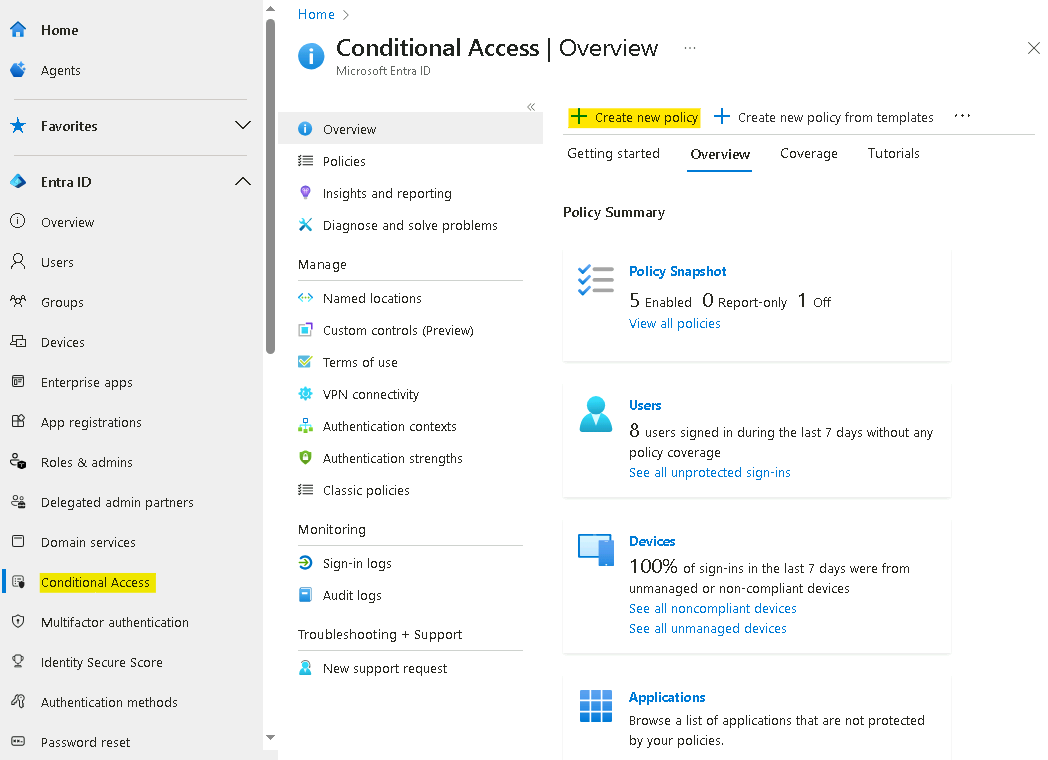 Home
Agents
Favorites
Entra ID
Overview
Users
Groups
Devices
Enterprise apps
App registrations
Roles & admins
Delegated admin partners
Domain services
Conditional Access
Multifactor authentication
Identity Secure Score
Authentication methods
Password reset
Home
Conditional Access | Overview
Microsoft Entra ID
Overview
Policies
Insights and reporting
Diagnose and solve problems
Manage
Named locations
Custom controls (Preview)
Terms of use
VPN connectivity
Authentication contexts
Authentication strengths
Classic policies
Monitoring
Sign-in logs
Audit logs
Troubleshooting + Support
New support request
Create new policy Create new policy from templates
Getting started Overview Coverage Tutorials
Policy Summary
Policy Snapshot
5 Enabled 0 Report-only 1 Off
View all policies
Users
8 users signed in during the last 7 days without any
policy coverage
See all unprotected sign-ins
Devices
100% of sign-ins in the last 7 days were from
unmanaged or non-compliant devices
See all noncompliant devices
See all unmanaged devices
Applications
Browse a list of applications that are not protected
by your policies.